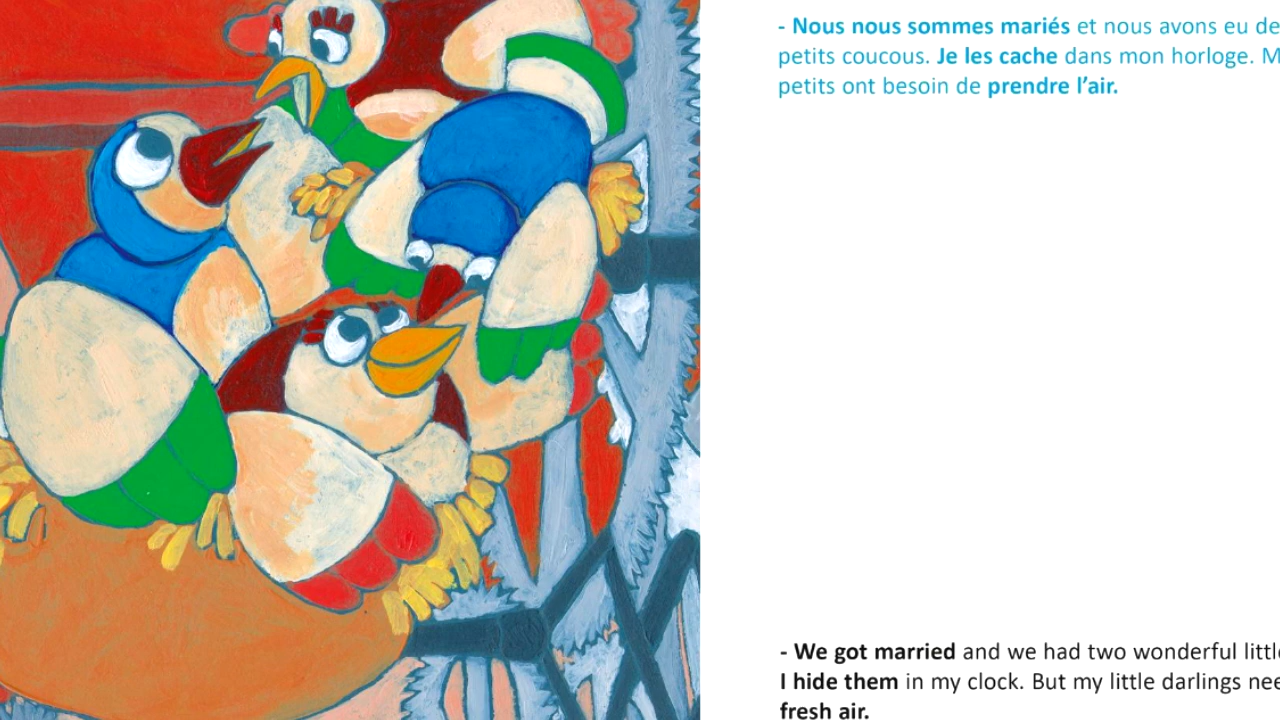 - Nous nous sommes mariés et nous avons eu de
petits coucous. Je les cache dans mon horloge. M
petits ont besoin de prendre l'air.
- We got married and we had two wonderful little
I hide them in my clock. But my little darlings nee
fresh air.